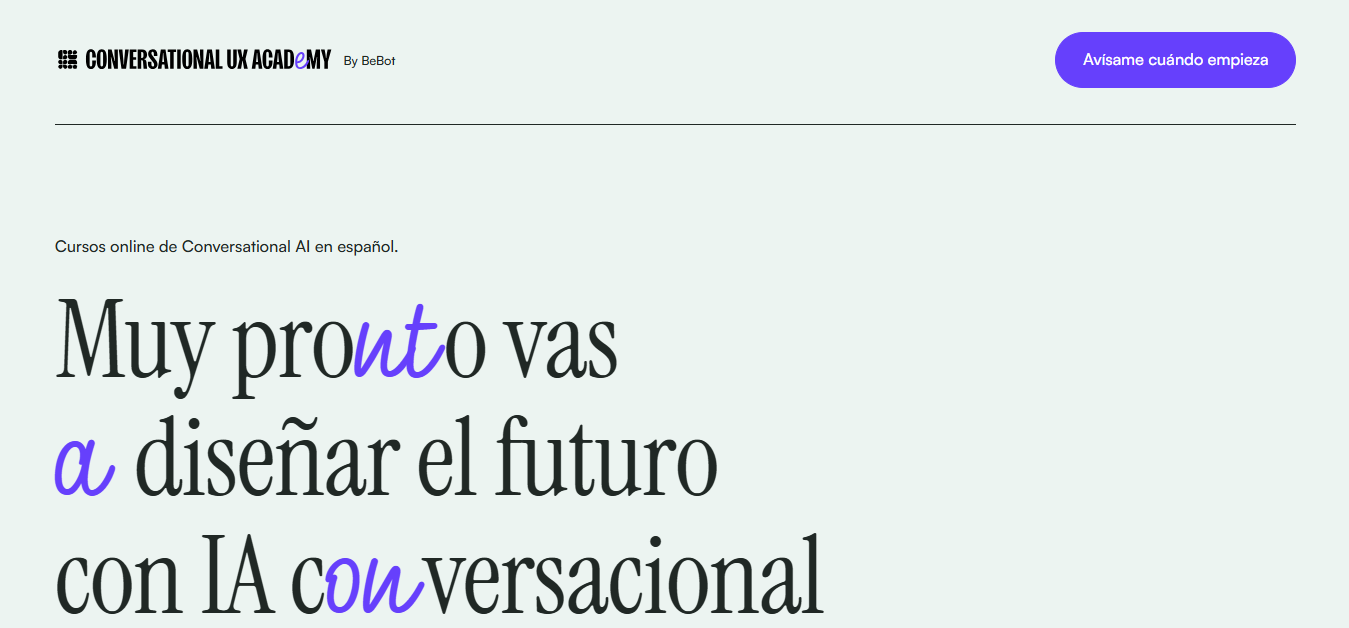 CONVERSATIONAL UX ACADeMY By BeBot
Avísame cuándo empieza
Cursos online de Conversational AI en español.
Muy pronto vas
a diseñar el futuro
con IA conversacional